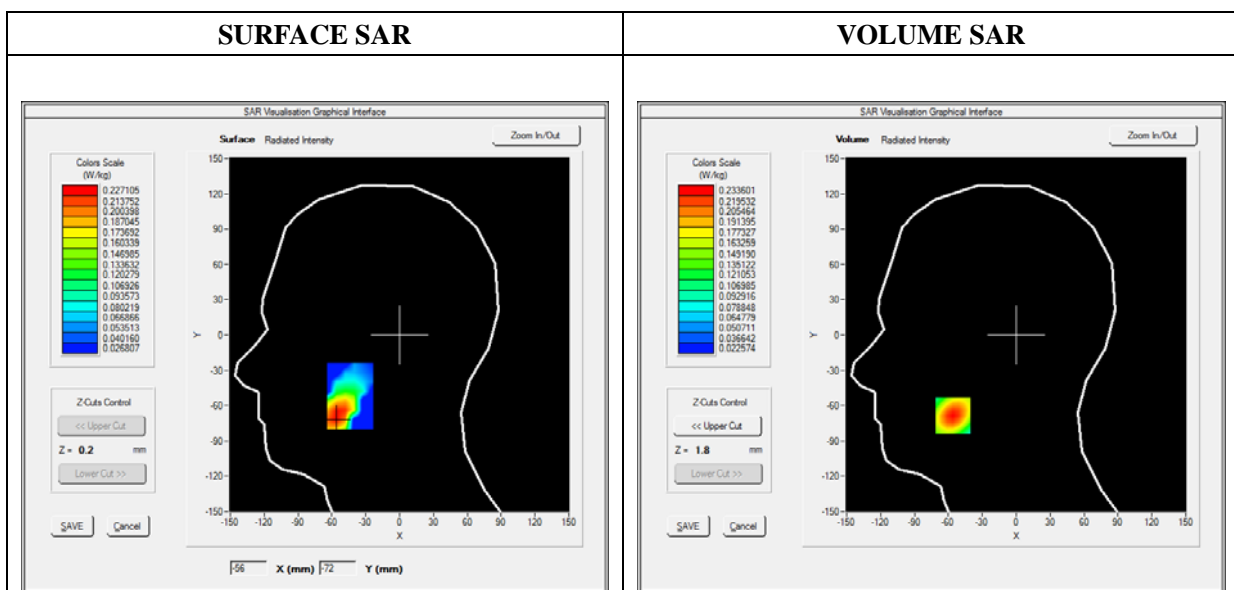 SURFACE SAR
VOLUME SAR
SAR Visualisation Graphical Interface
Surface Radiated Intensity
Zoom In/Out
Colors Scale
(W/kg)
0.227105
0.213752
0.200398
0.187045
0.173692
0.160339
0.146985
0.133632
0.120279
0.106926
0.093573
0.080219
0.066866
0.053513
0.040160
0.026807
Z-Cuts Control
<< Upper Cut
Z = 0.2 mm
Lower Cut >>
SAVE Cancel
150
120
90
60
30
0
-30
-60
-90
-120
-150
Y
-150 -120 -90 -60 -30 0 30 60 90 120 150
X
-56 X (mm) -72 Y (mm)
SAR Visualisation Graphical Interface
Volume Radiated Intensity
Zoom In/Out
Colors Scale
(W/kg)
0.233601
0.219532
0.205464
0.191395
0.177327
0.163259
0.149190
0.135122
0.121053
0.106985
0.092916
0.078848
0.064779
0.050711
0.036642
0.022574
Z-Cuts Control
<< Upper Cut
Z = 1.8 mm
Lower Cut >>
SAVE Cancel
150
120
90
60
30
0
-30
-60
-90
-120
-150
Y
-150 -120 -90 -60 -30 0 30 60 90 120 150
X